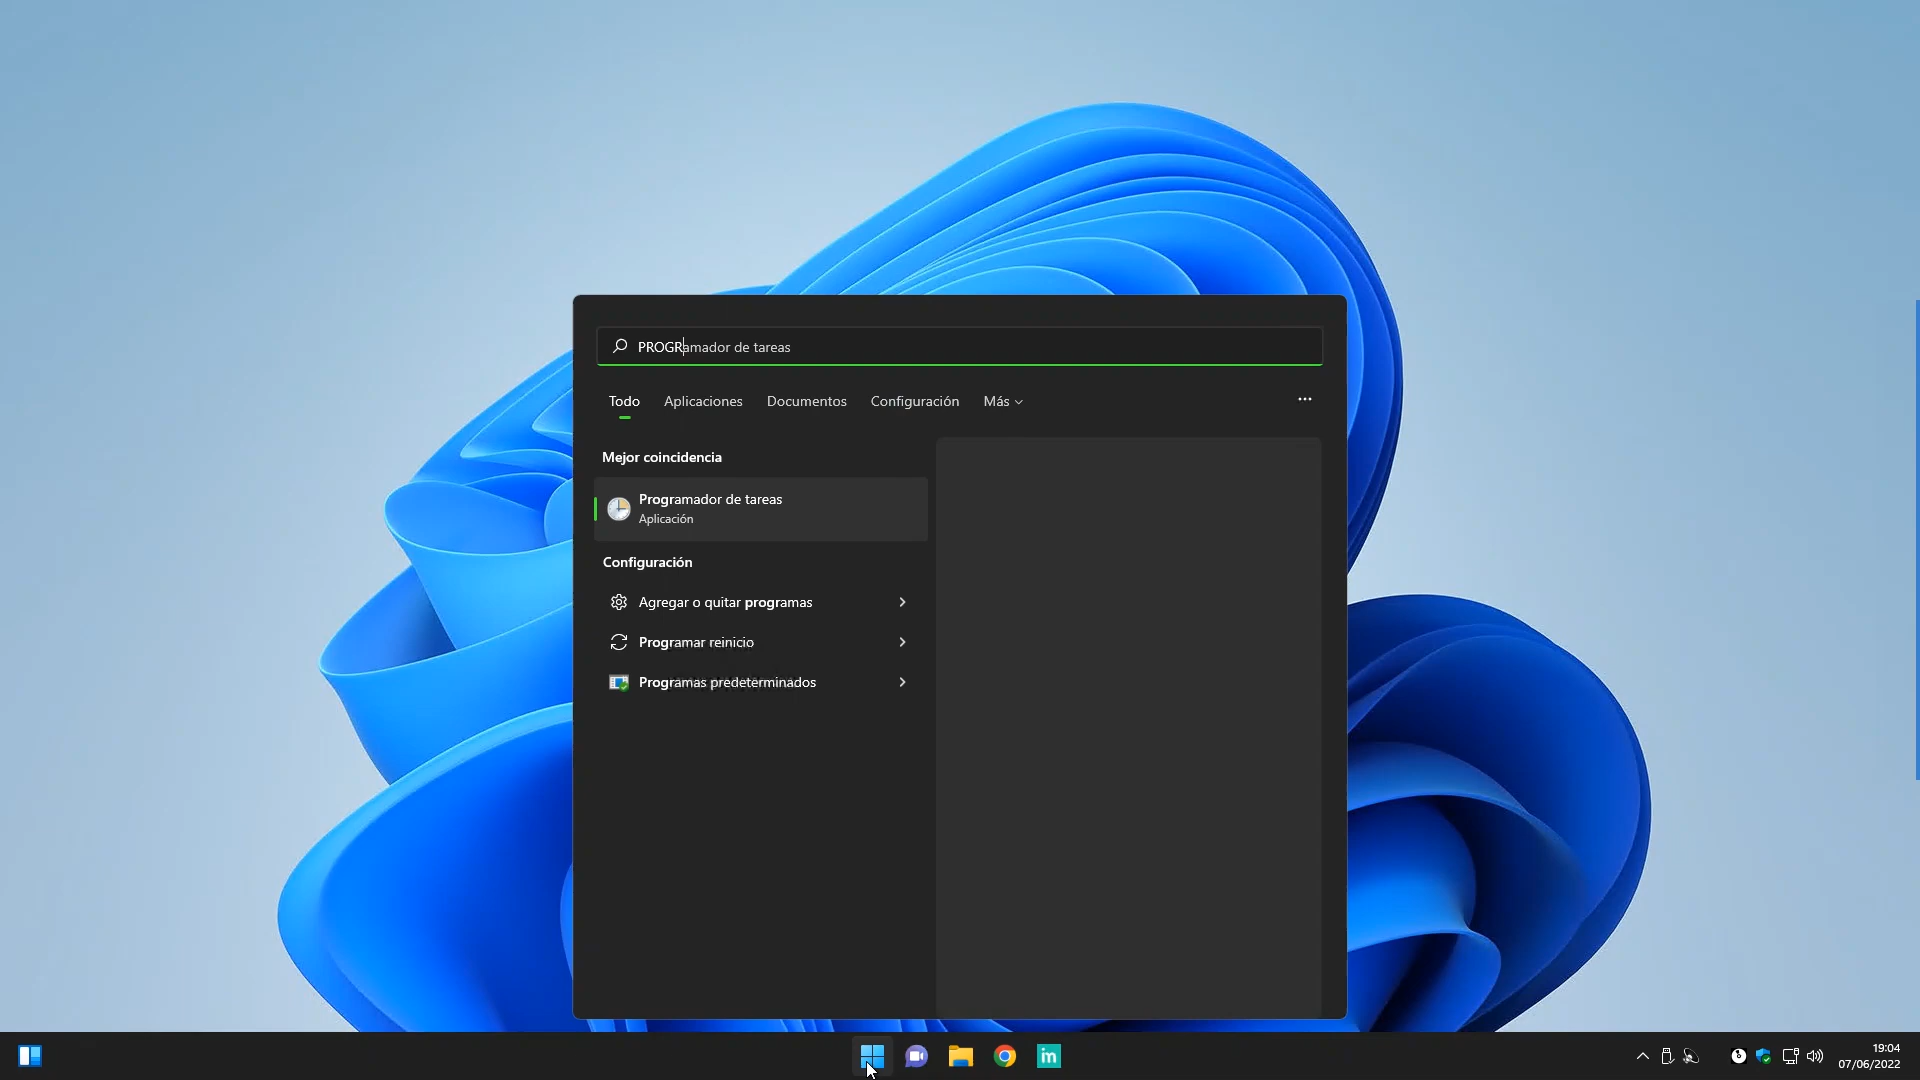 PROGRamador de tareas
Todo Aplicaciones Documentos Configuración Más
Mejor coincidencia
Programador de tareas
Aplicación
Configuración
Agregar o quitar programas
Programar reinicio
Programas predeterminados
in
19:04
07/06/2022